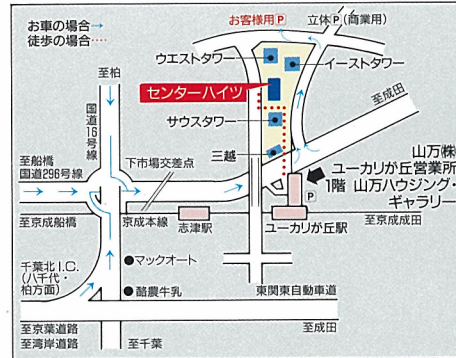 お車の場合→
徒歩の場合……
お客様用P
立体P(商業用)
至柏
国道16号線
ウエストタワー
イーストタワー
センターハイツ
サウスタワー
三越
至成田
至船橋
国道296号線
下市場交差点
山万(株)
ユーカリが丘営業所
1階 山万ハウジング・
ギャラリー
P
至京成船橋
京成本線
志津駅
ユーカリが丘駅
至京成成田
千葉北I.C.
(八千代・
柏方面)
●マックオート
●酪農牛乳
東関東自動車道
至京葉道路
至湾岸道路
至千葉
至成田